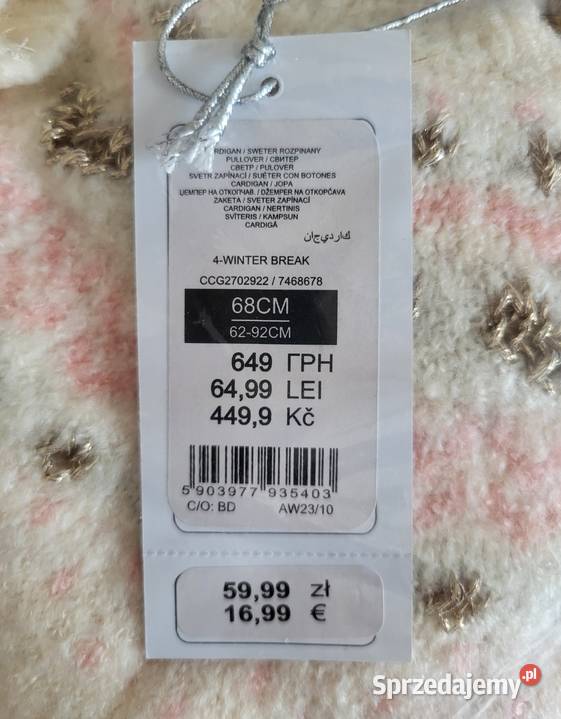 CARDIGAN / SWETER ROZPINANY
PULLOVER / СВИТЕР
СВЕТР / PULOVER
SVETR ZAPÍNACÍ / SUÉTER CON BOTONES
CARDIGAN / JOPA
ЏЕМПЕР НА ОТКОПЧАВ. / DŽEMPER NA OTKOPČAVA
ZAKETA / SVETER ZAPÍNACÍ
CARDIGAN / NERTINIS
SVĪTERIS / KAMPSUN
CARDIGĂ
كارديجان
4-WINTER BREAK
CCG2702922 / 7468678
68CM
62-92CM
649 ГРН
64,99 LEI
449,9 Kč
5 903977 935403
C/O: BD AW23/10
59,99 zł
16,99 €
Sprzedajemy.pl